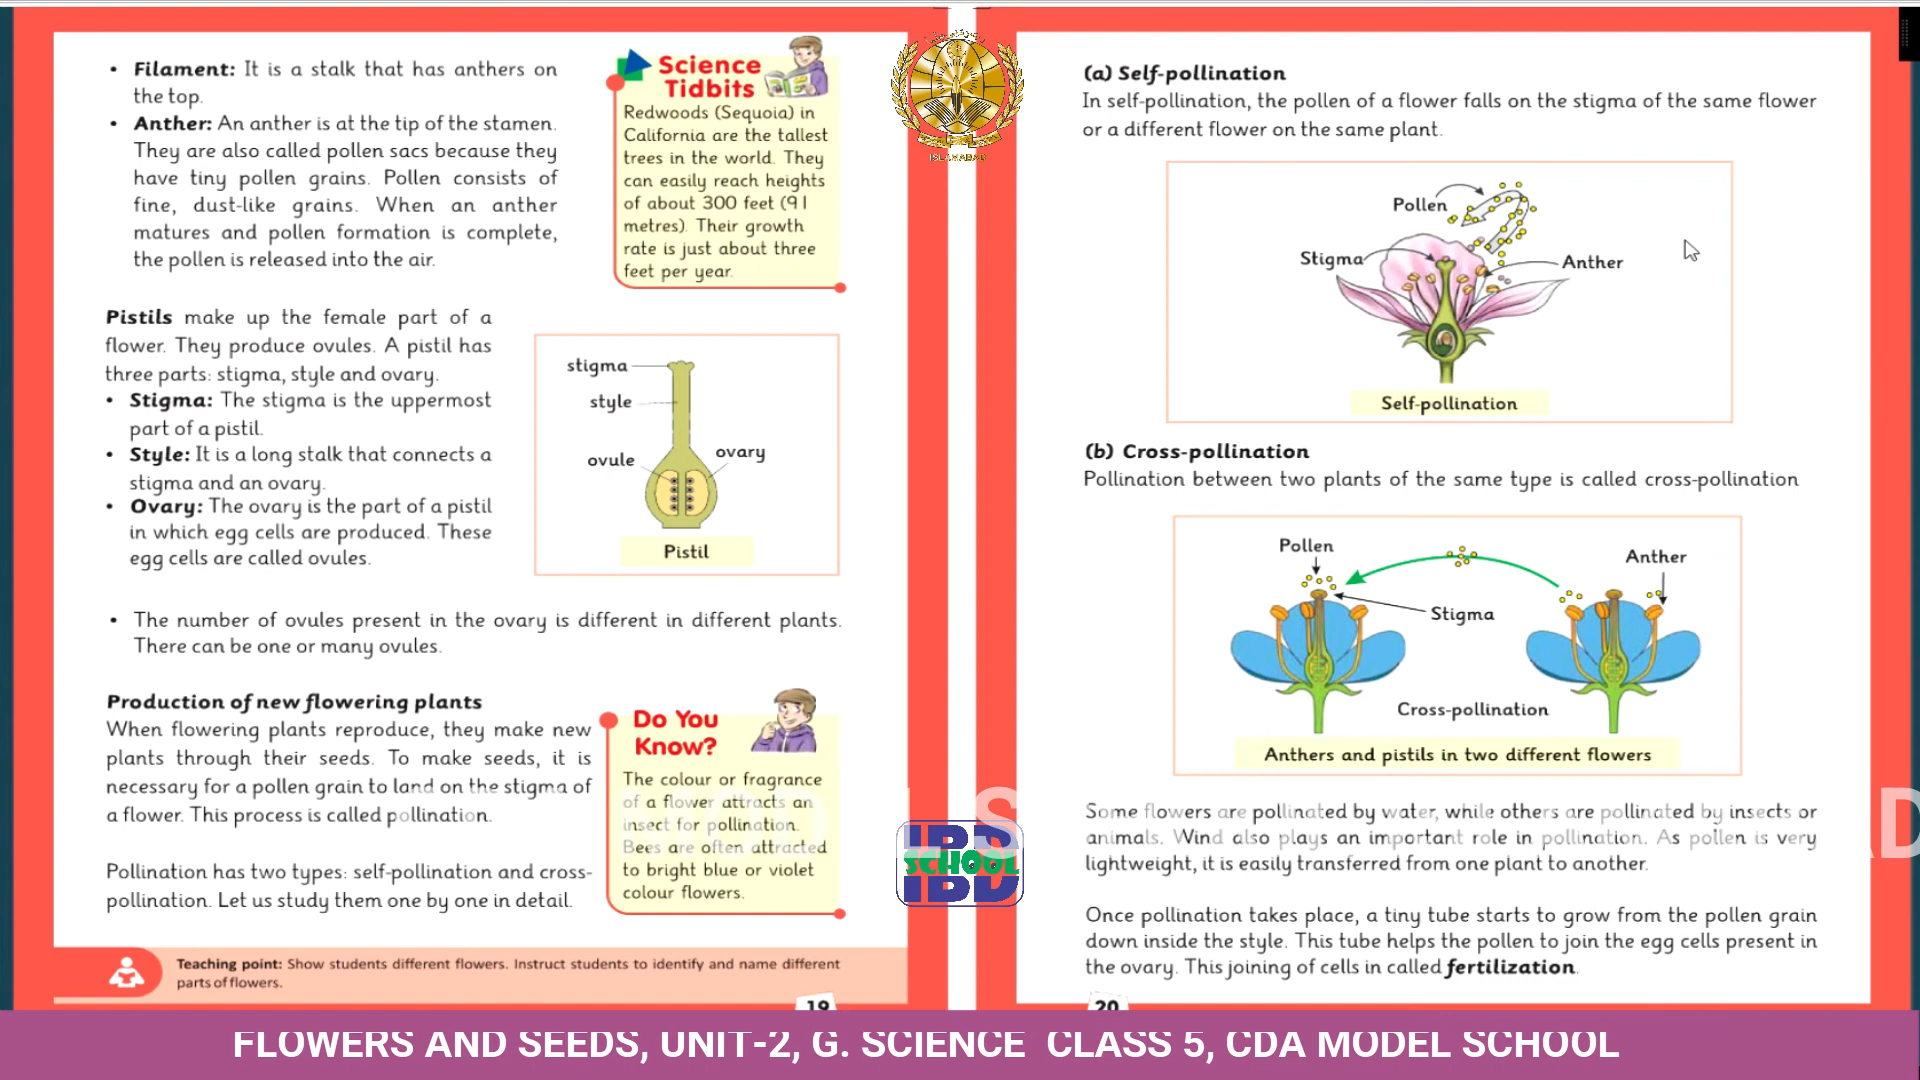 • Filament: It is a stalk that has anthers on
the top.
• Anther: An anther is at the tip of the stamen.
They are also called pollen sacs because they
have tiny pollen grains. Pollen consists of
fine, dust-like grains. When an anther
matures and pollen formation is complete,
the pollen is released into the air.
Science
Tidbits
Redwoods (Sequoia) in
California are the tallest
trees in the world. They
can easily reach heights
of about 300 feet (91
metres). Their growth
rate is just about three
feet per year.
Pistils make up the female part of a
flower. They produce ovules. A pistil has
three parts: stigma, style and ovary.
• Stigma: The stigma is the uppermost
part of a pistil.
• Style: It is a long stalk that connects a
stigma and an ovary.
• Ovary: The ovary is the part of a pistil
in which egg cells are produced. These
egg cells are called ovules.
stigma
style
ovule
ovary
Pistil
• The number of ovules present in the ovary is different in different plants.
There can be one or many ovules.
Production of new flowering plants
When flowering plants reproduce, they make new
plants through their seeds. To make seeds, it is
necessary for a pollen grain to land on the stigma of
a flower. This process is called pollination.
Pollination has two types: self-pollination and cross-
pollination. Let us study them one by one in detail.
Do You
Know?
The colour or fragrance
of a flower attracts an
insect for pollination.
Bees are often attracted
to bright blue or violet
colour flowers.
Teaching point: Show students different flowers. Instruct students to identify and name different
parts of flowers.
19
ISLAMABAD
IBD
SCHOOL
IBD
(a) Self-pollination
In self-pollination, the pollen of a flower falls on the stigma of the same flower
or a different flower on the same plant.
Pollen
Stigma
Anther
Self-pollination
(b) Cross-pollination
Pollination between two plants of the same type is called cross-pollination
Pollen
Anther
Stigma
Cross-pollination
Anthers and pistils in two different flowers
Some flowers are pollinated by water, while others are pollinated by insects or
animals. Wind also plays an important role in pollination. As pollen is very
lightweight, it is easily transferred from one plant to another.
Once pollination takes place, a tiny tube starts to grow from the pollen grain
down inside the style. This tube helps the pollen to join the egg cells present in
the ovary. This joining of cells in called fertilization.
20
FLOWERS AND SEEDS, UNIT-2, G. SCIENCE CLASS 5, CDA MODEL SCHOOL